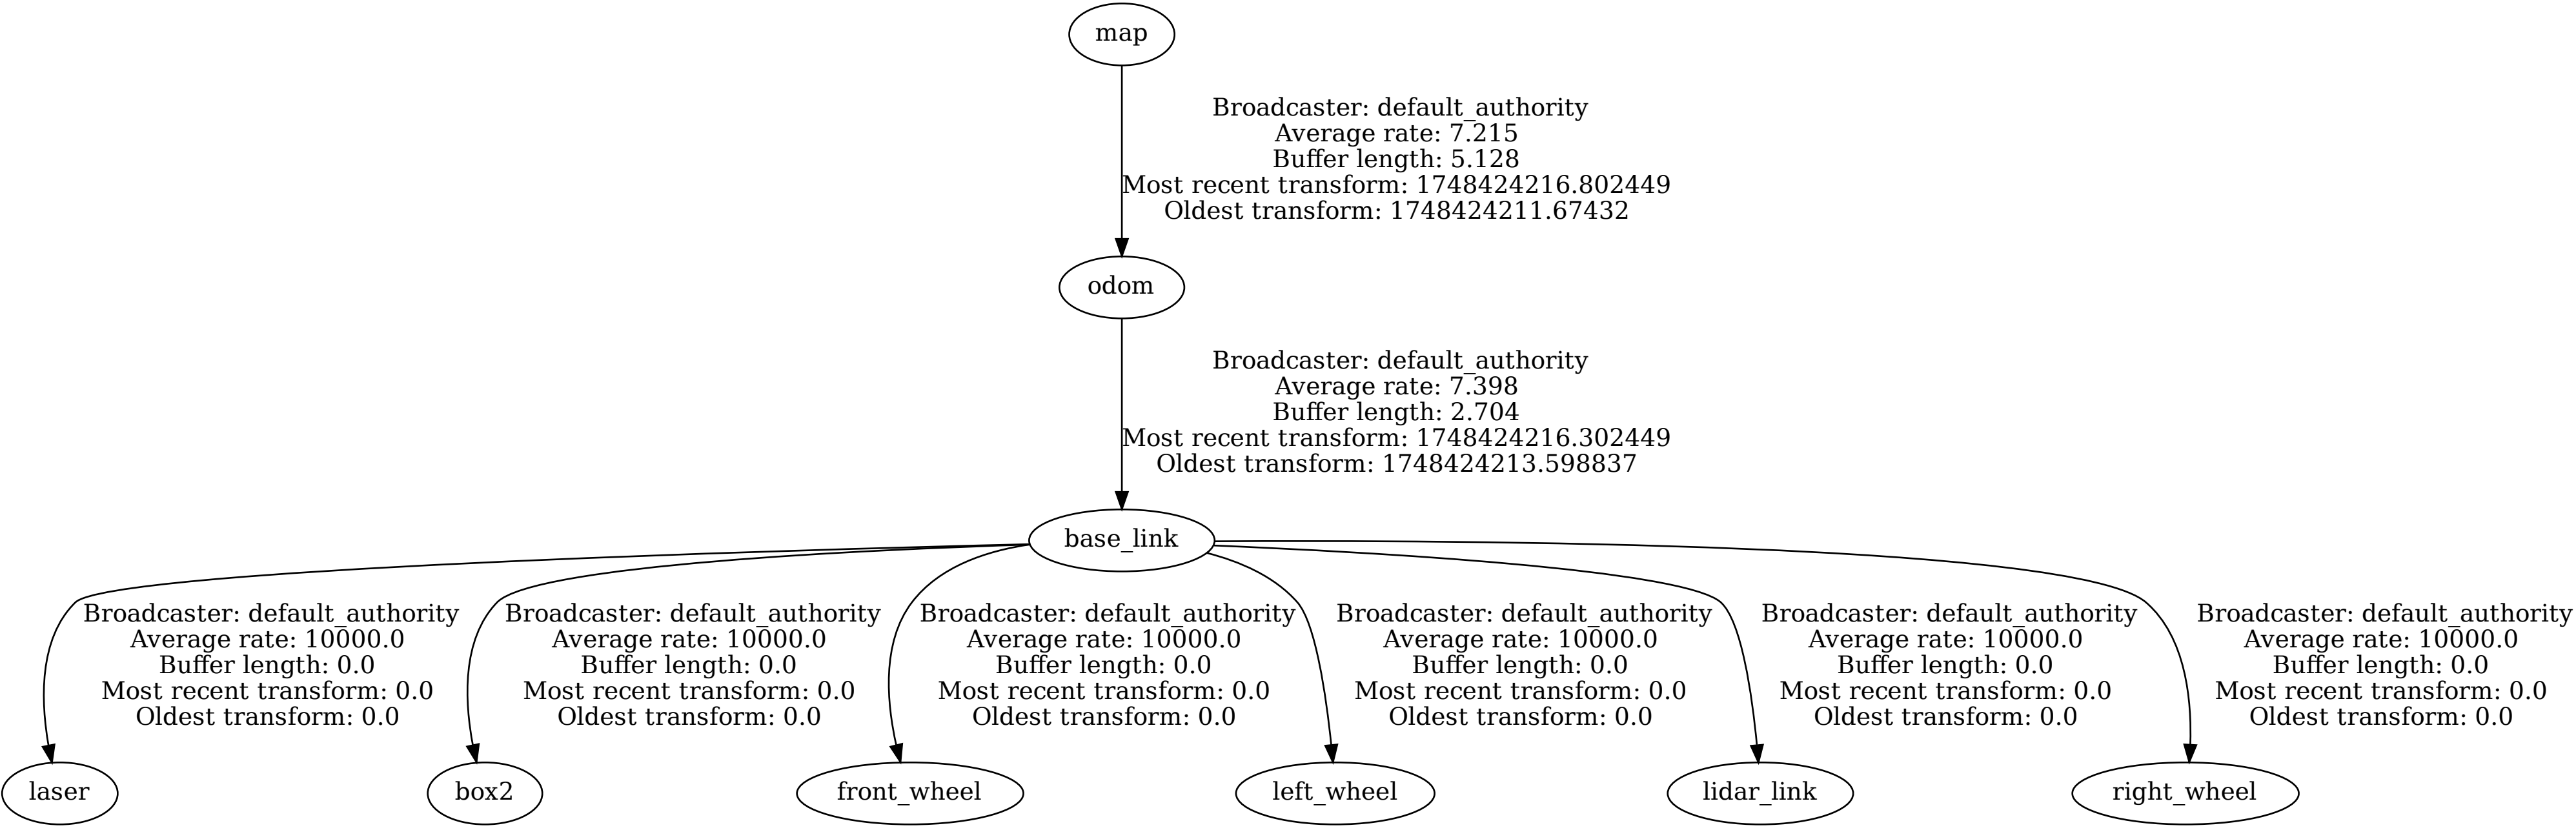 map
Broadcaster: default_authority
Average rate: 7.215
Buffer length: 5.128
Most recent transform: 1748424216.802449
Oldest transform: 1748424211.67432
odom
Broadcaster: default_authority
Average rate: 7.398
Buffer length: 2.704
Most recent transform: 1748424216.302449
Oldest transform: 1748424213.598837
base_link
Broadcaster: default_authority
Average rate: 10000.0
Buffer length: 0.0
Most recent transform: 0.0
Oldest transform: 0.0
Broadcaster: default_authority
Average rate: 10000.0
Buffer length: 0.0
Most recent transform: 0.0
Oldest transform: 0.0
Broadcaster: default_authority
Average rate: 10000.0
Buffer length: 0.0
Most recent transform: 0.0
Oldest transform: 0.0
Broadcaster: default_authority
Average rate: 10000.0
Buffer length: 0.0
Most recent transform: 0.0
Oldest transform: 0.0
Broadcaster: default_authority
Average rate: 10000.0
Buffer length: 0.0
Most recent transform: 0.0
Oldest transform: 0.0
Broadcaster: default_authority
Average rate: 10000.0
Buffer length: 0.0
Most recent transform: 0.0
Oldest transform: 0.0
laser
box2
front_wheel
left_wheel
lidar_link
right_wheel